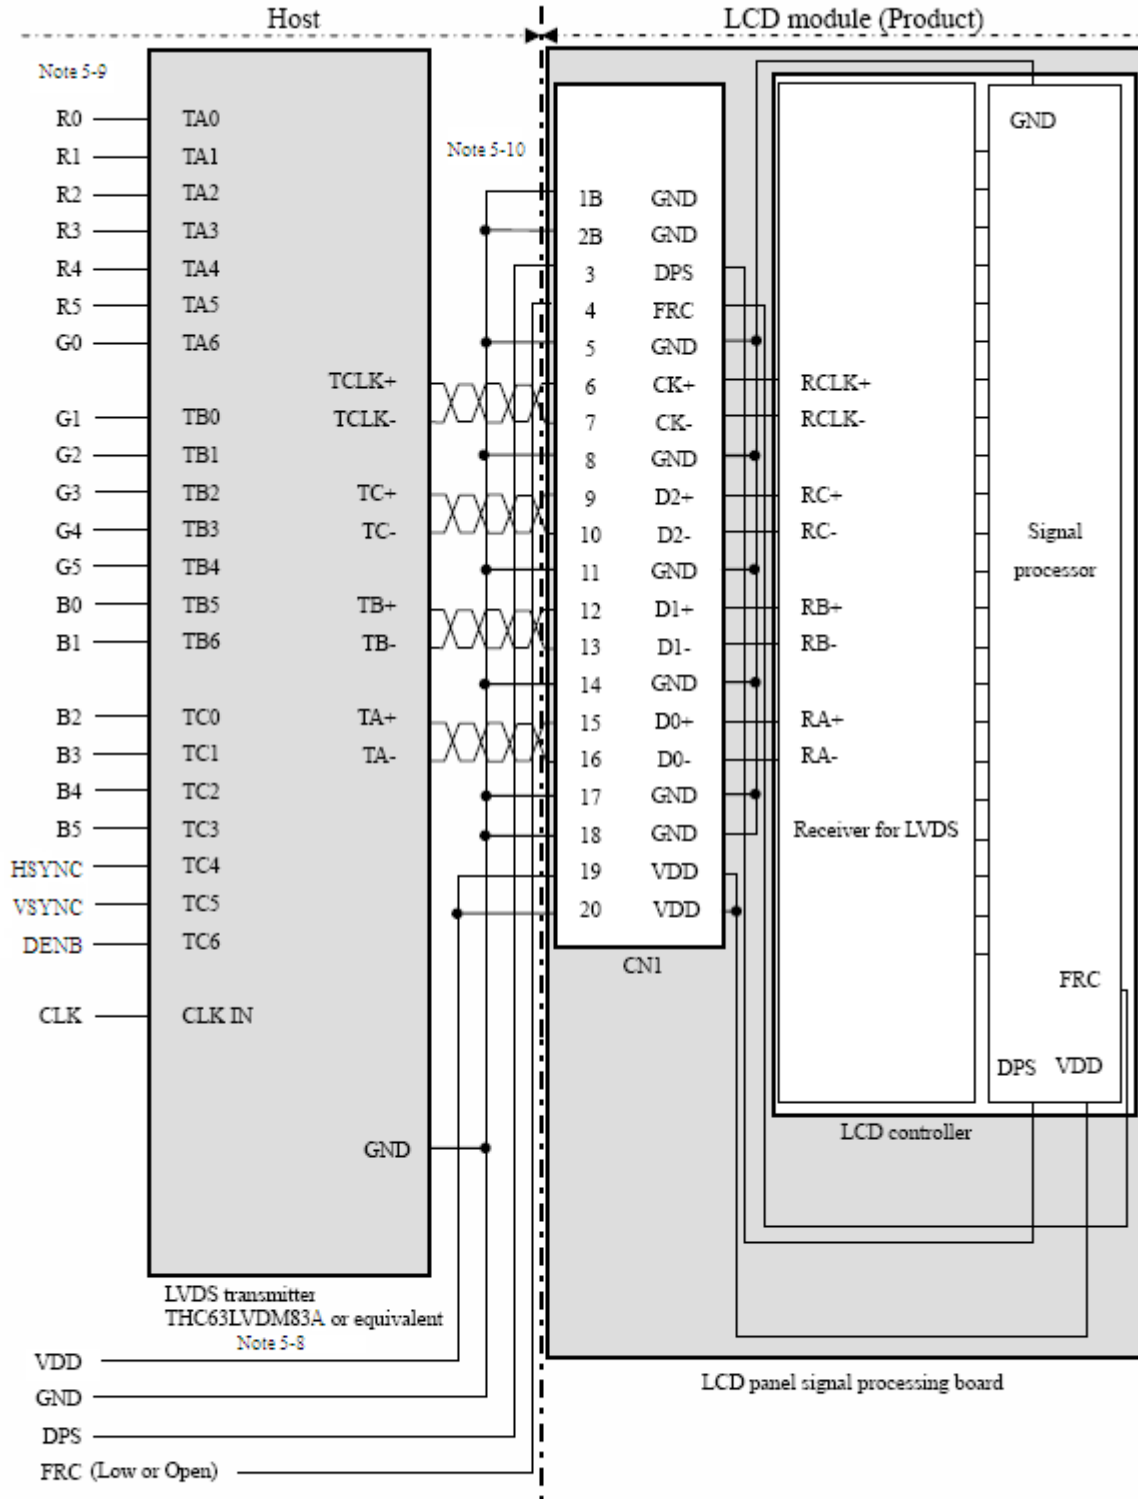 Host
LCD module (Product)
Note 5-9
R0 TA0
R1 TA1
R2 TA2
R3 TA3
R4 TA4
R5 TA5
G0 TA6
TCLK+
G1 TB0 TCLK-
G2 TB1
G3 TB2 TC+
G4 TB3 TC-
G5 TB4
B0 TB5 TB+
B1 TB6 TB-
B2 TC0 TA+
B3 TC1 TA-
B4 TC2
B5 TC3
HSYNC TC4
VSYNC TC5
DENB TC6
CLK CLK IN
GND
LVDS transmitter
THC63LVDM83A or equivalent
Note 5-8
VDD
GND
DPS
FRC (Low or Open)
Note 5-10
1B GND
2B GND
3 DPS
4 FRC
5 GND
6 CK+
7 CK-
8 GND
9 D2+
10 D2-
11 GND
12 D1+
13 D1-
14 GND
15 D0+
16 D0-
17 GND
18 GND
19 VDD
20 VDD
CN1
RCLK+
RCLK-
RC+
RC-
RB+
RB-
RA+
RA-
Receiver for LVDS
GND
Signal
processor
FRC
DPS VDD
LCD controller
LCD panel signal processing board